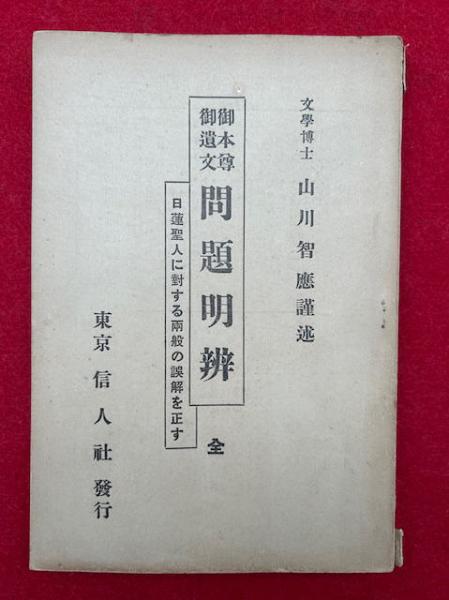 文學博士 山川智應謹述
御本尊
御遺文
問題明辨
日蓮聖人に對する兩般の誤解を正す
全
東京 信人社 發行